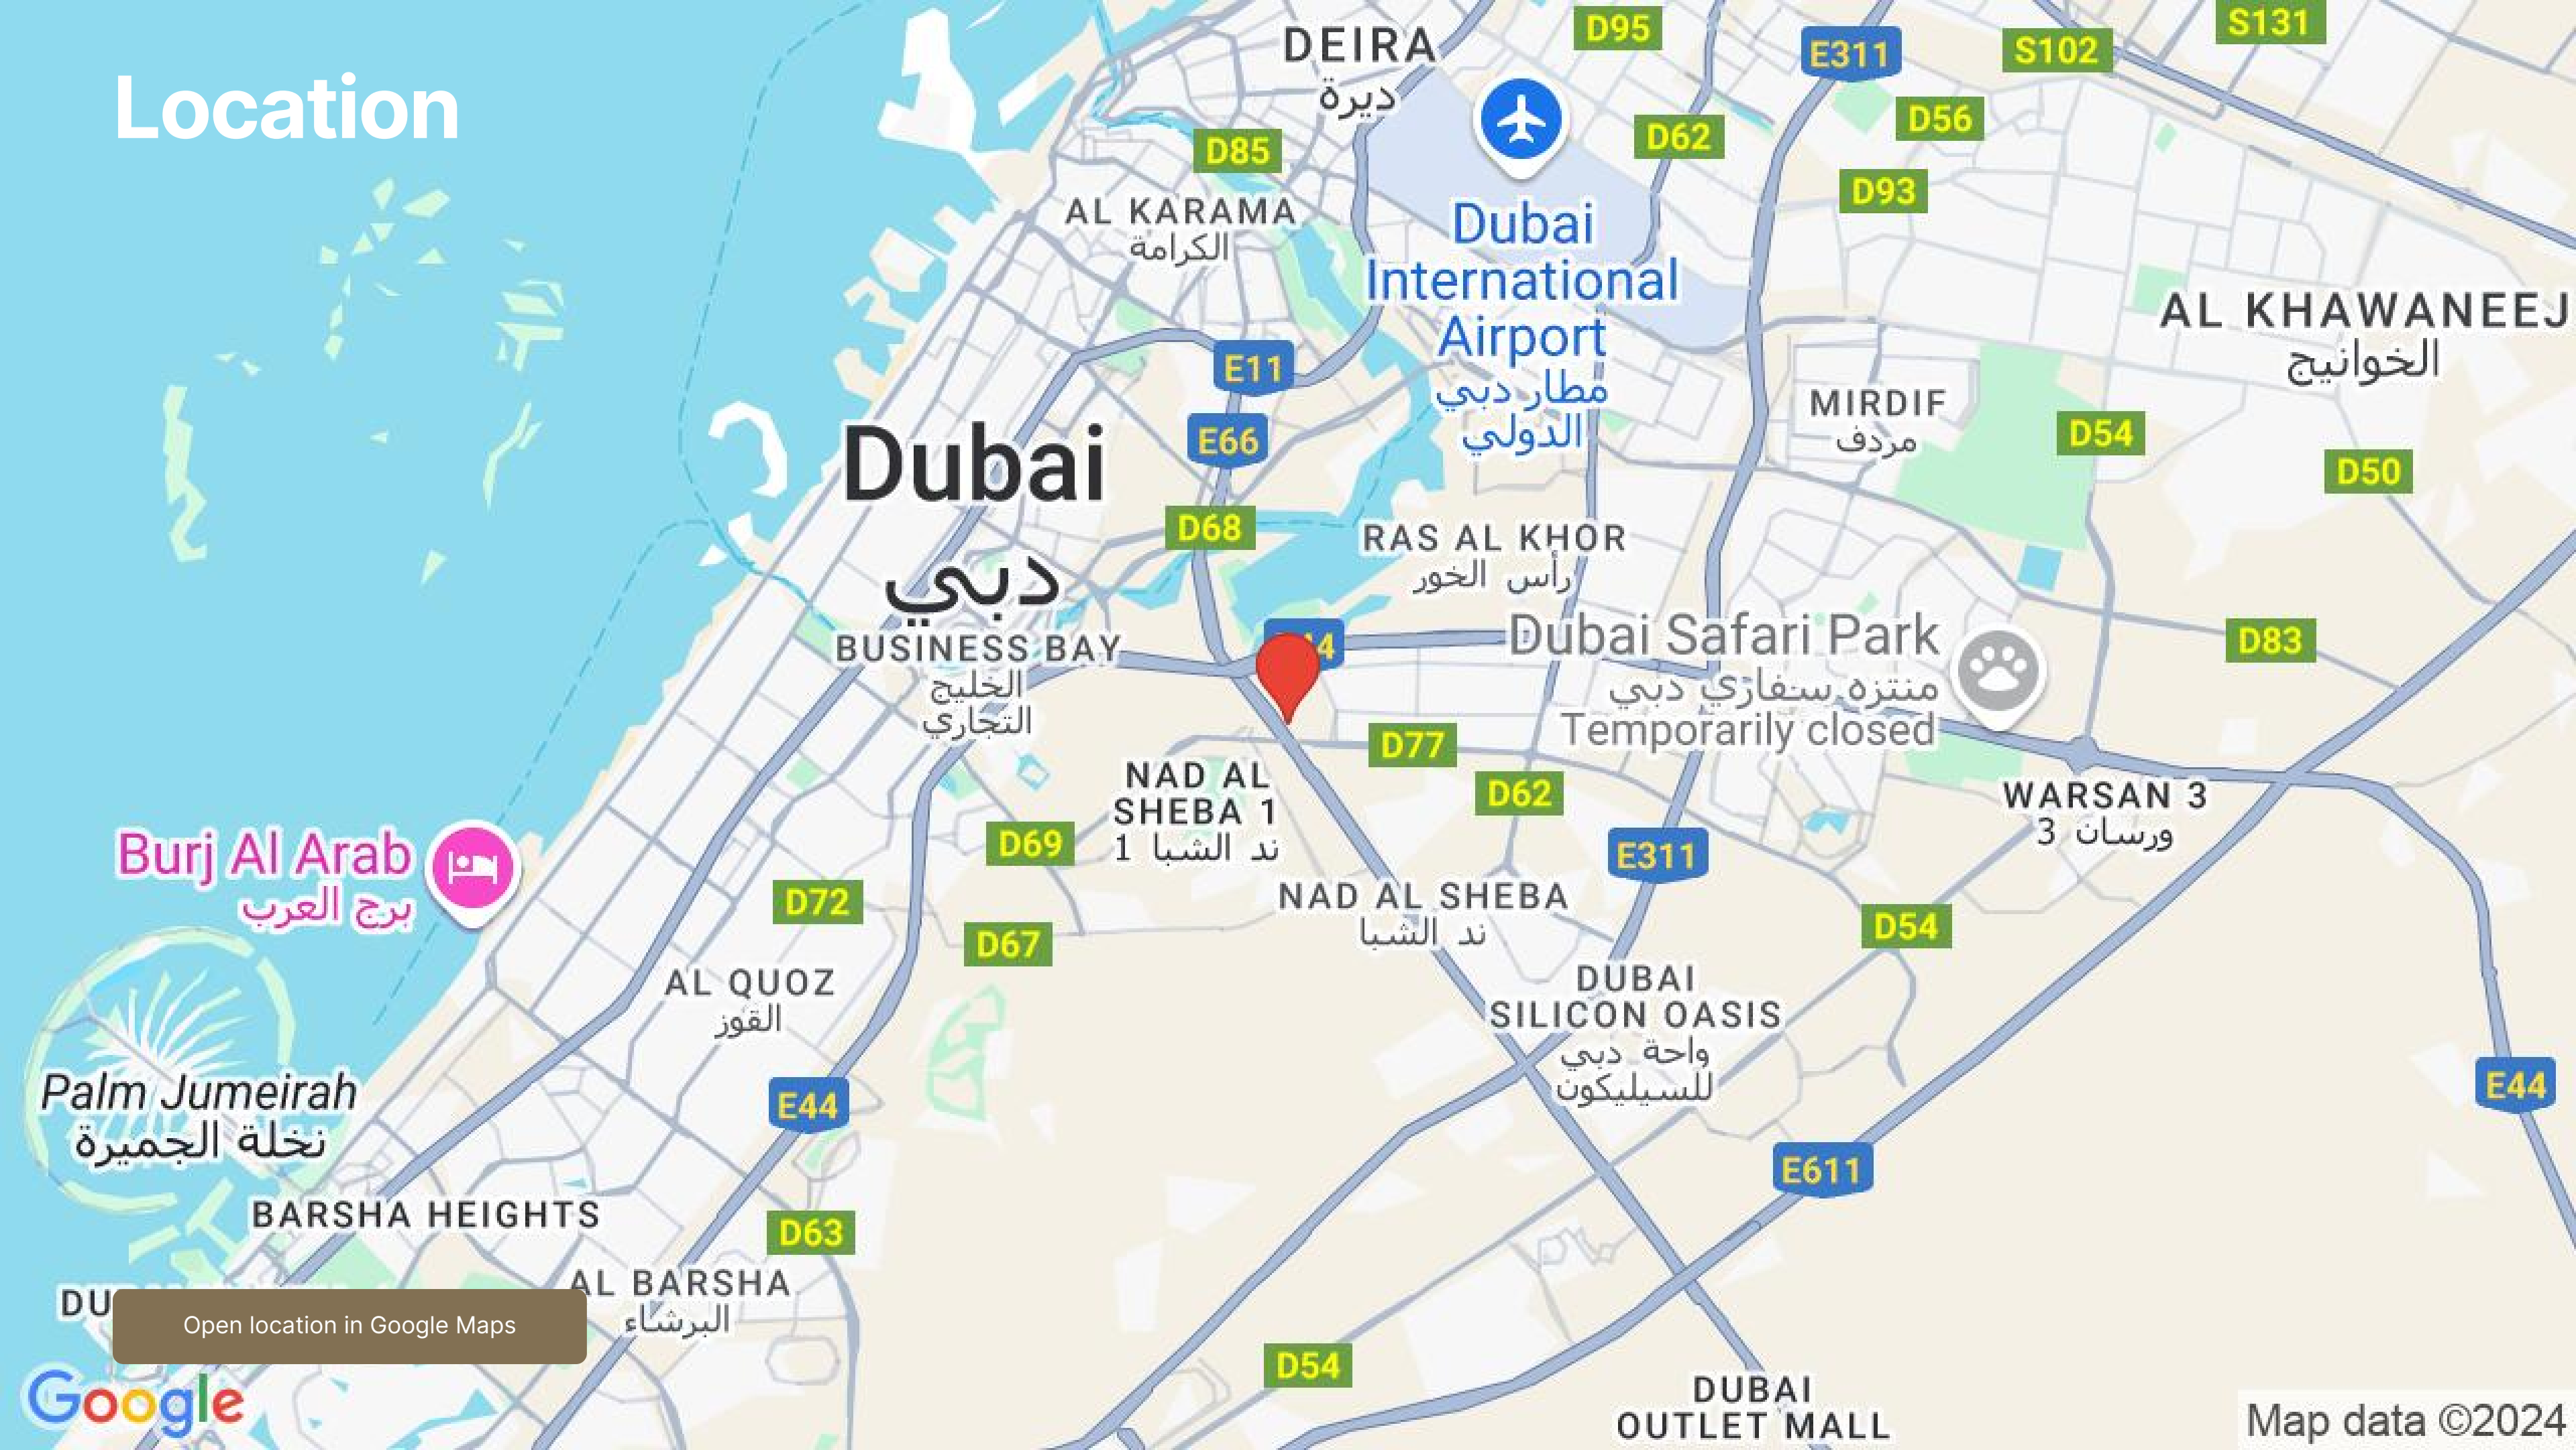 Location
DEIRA
ديرة
D95
E311
S102
S131
D85
D62
D56
D93
AL KARAMA
الكرامة
Dubai
International
Airport
مطار دبي
الدولي
AL KHAWANEEJ
الخوانيج
E11
E66
MIRDIF
مردف
D54
D50
Dubai
دبي
D68
RAS AL KHOR
رأس الخور
BUSINESS BAY
الخليج
التجاري
Dubai Safari Park
منتزه سفاري دبي
Temporarily closed
D83
D77
D62
NAD AL
SHEBA 1
ند الشبا 1
WARSAN 3
ورسان 3
Burj Al Arab
برج العرب
D69
E311
D72
D67
NAD AL SHEBA
ند الشبا
D54
AL QUOZ
القوز
DUBAI
SILICON OASIS
واحة دبي
للسيليكون
Palm Jumeirah
نخلة الجميرة
E44
E44
E611
BARSHA HEIGHTS
D63
AL BARSHA
البرشاء
Open location in Google Maps
D54
DUBAI
OUTLET MALL
Google
Map data ©2024